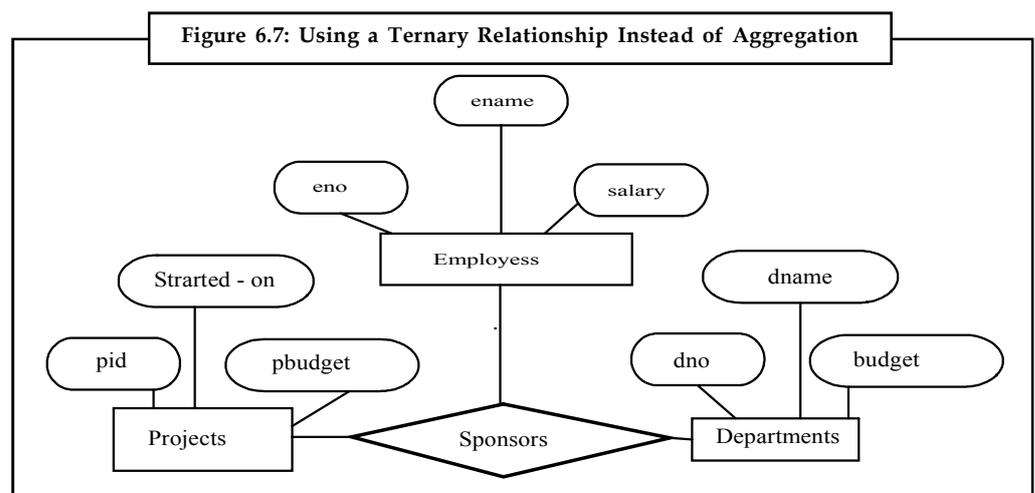 Figure 6.7: Using a Ternary Relationship Instead of Aggregation
ename
eno
salary
Employess
Strarted - on
dname
pid
pbudget
dno
budget
Projects
Sponsors
Departments